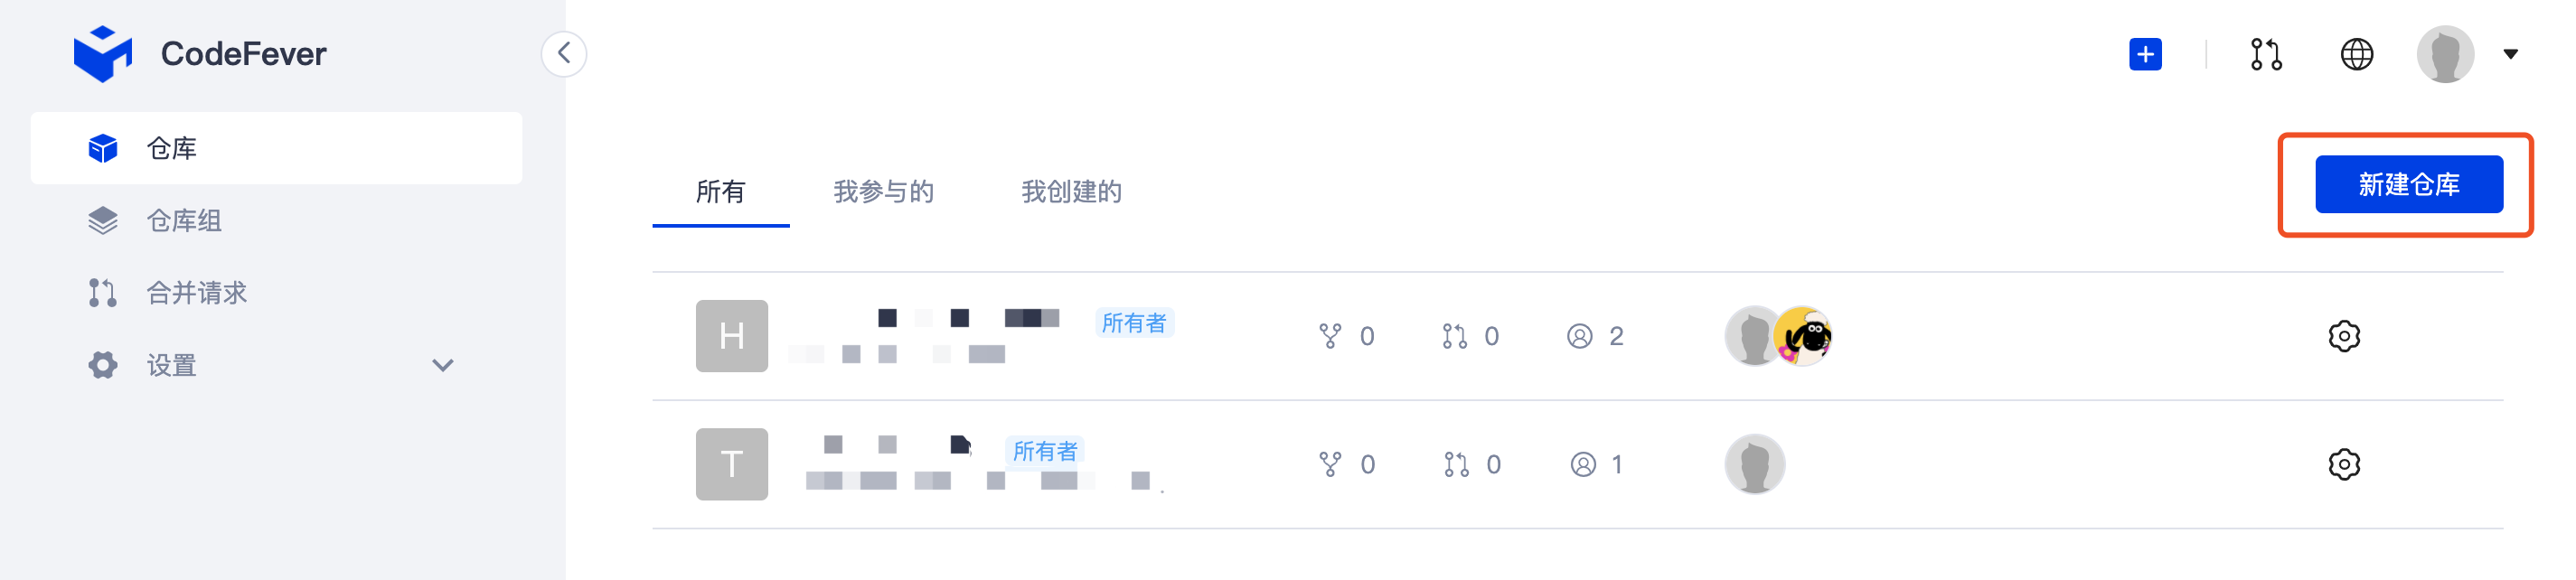 CodeFever
仓库
仓库组
合并请求
设置
所有 我参与的 我创建的 新建仓库
H 所有者 0 0 2
T 所有者 0 0 1